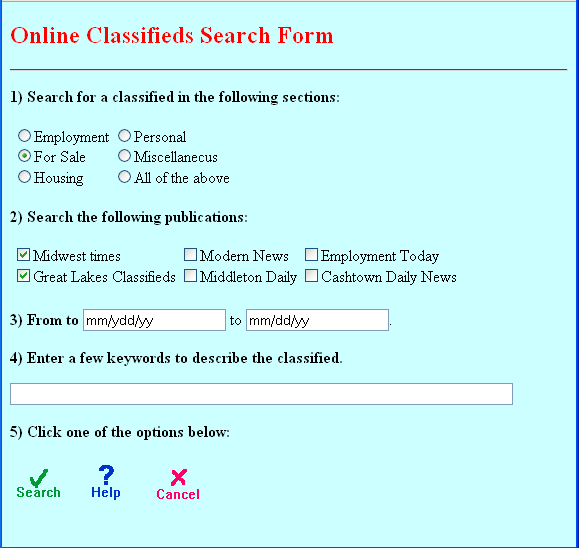 Online Classifieds Search Form
1) Search for a classified in the following sections:
Employment Personal
For Sale Miscellanecus
Housing All of the above
2) Search the following publications:
Midwest times Modern News Employment Today
Great Lakes Classifieds Middleton Daily Cashtown Daily News
3) From to mm/ydd/yy to mm/dd/yy.
4) Enter a few keywords to describe the classified.
5) Click one of the options below:
Search Help Cancel